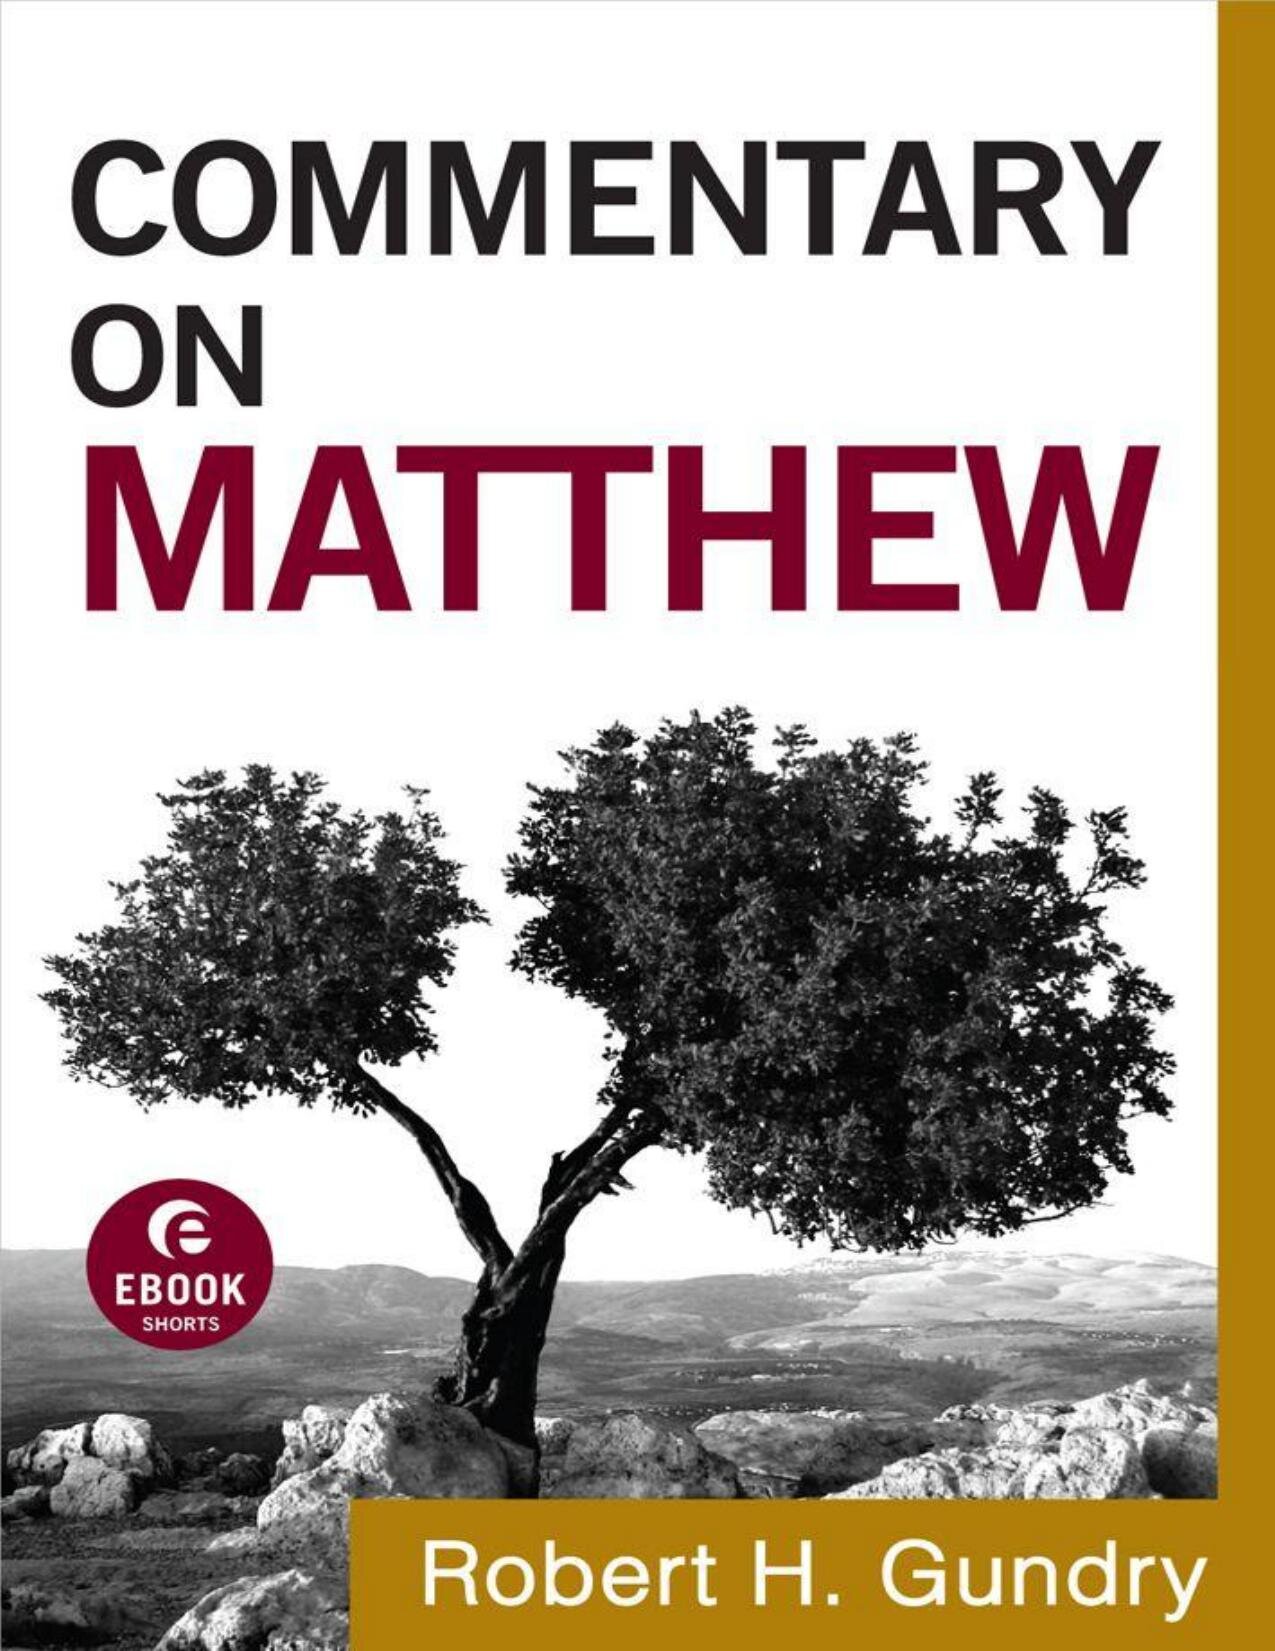 COMMENTARY
ON
MATTHEW
e
EBOOK
SHORTS
Robert H. Gundry